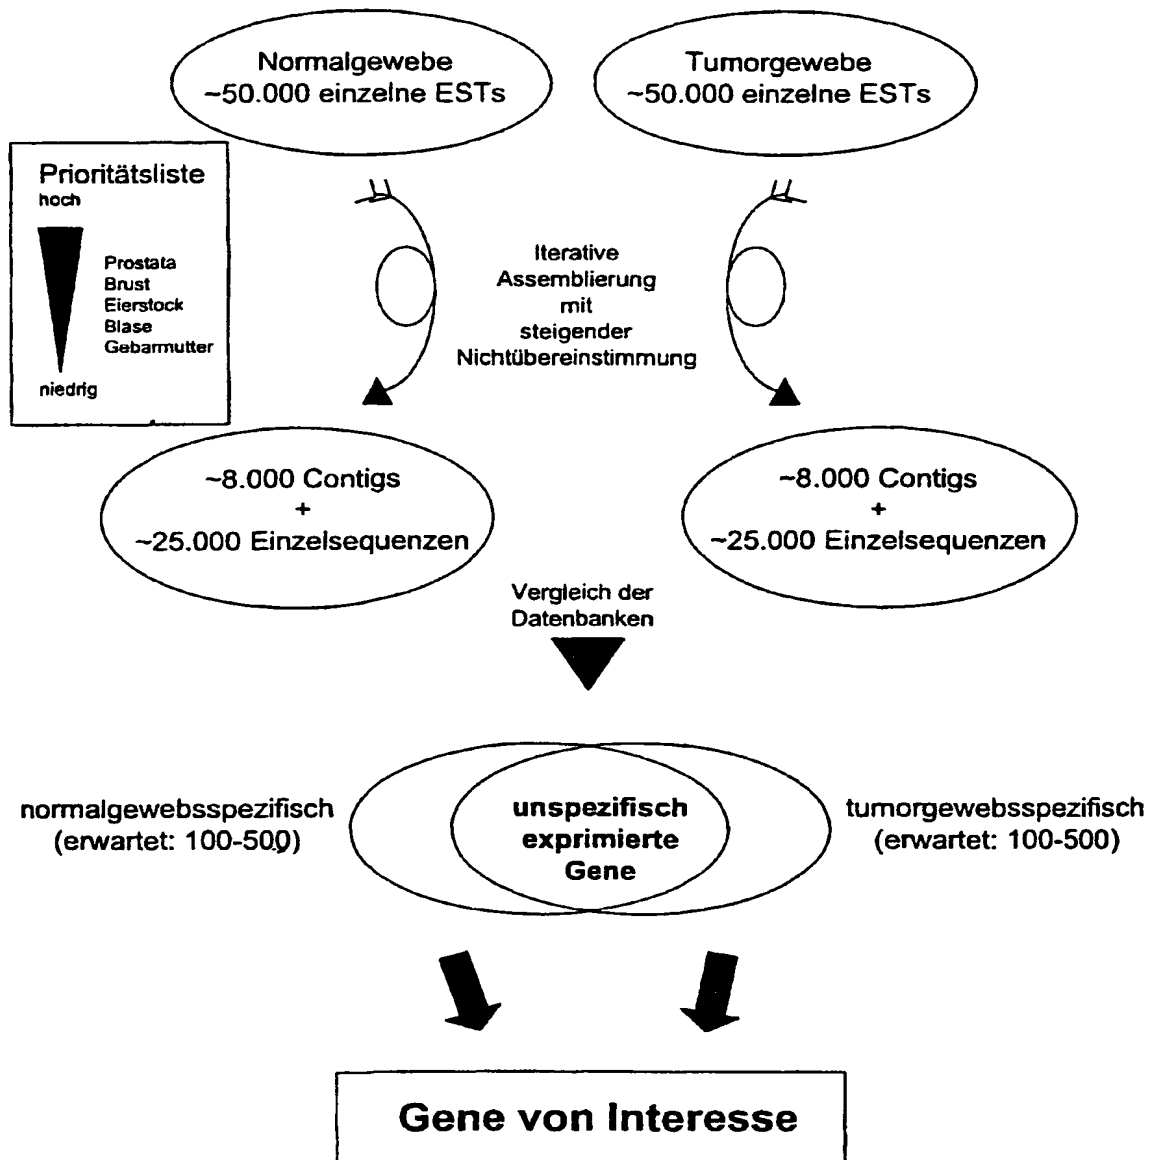 Normalgewebe
~50.000 einzelne ESTs
Tumorgewebe
~50.000 einzelne ESTs
Prioritätsliste
hoch
Prostata
Brust
Eierstock
Blase
Gebarmutter
niedrig
Iterative
Assemblierung
mit
steigender
Nichtübereinstimmung
~8.000 Contigs
+
~25.000 Einzelsequenzen
~8.000 Contigs
+
~25.000 Einzelsequenzen
Vergleich der
Datenbanken
normalgewebsspezifisch
(erwartet: 100-500)
unspezifisch
exprimierte
Gene
tumorgewebsspezifisch
(erwartet: 100-500)
Gene von Interesse